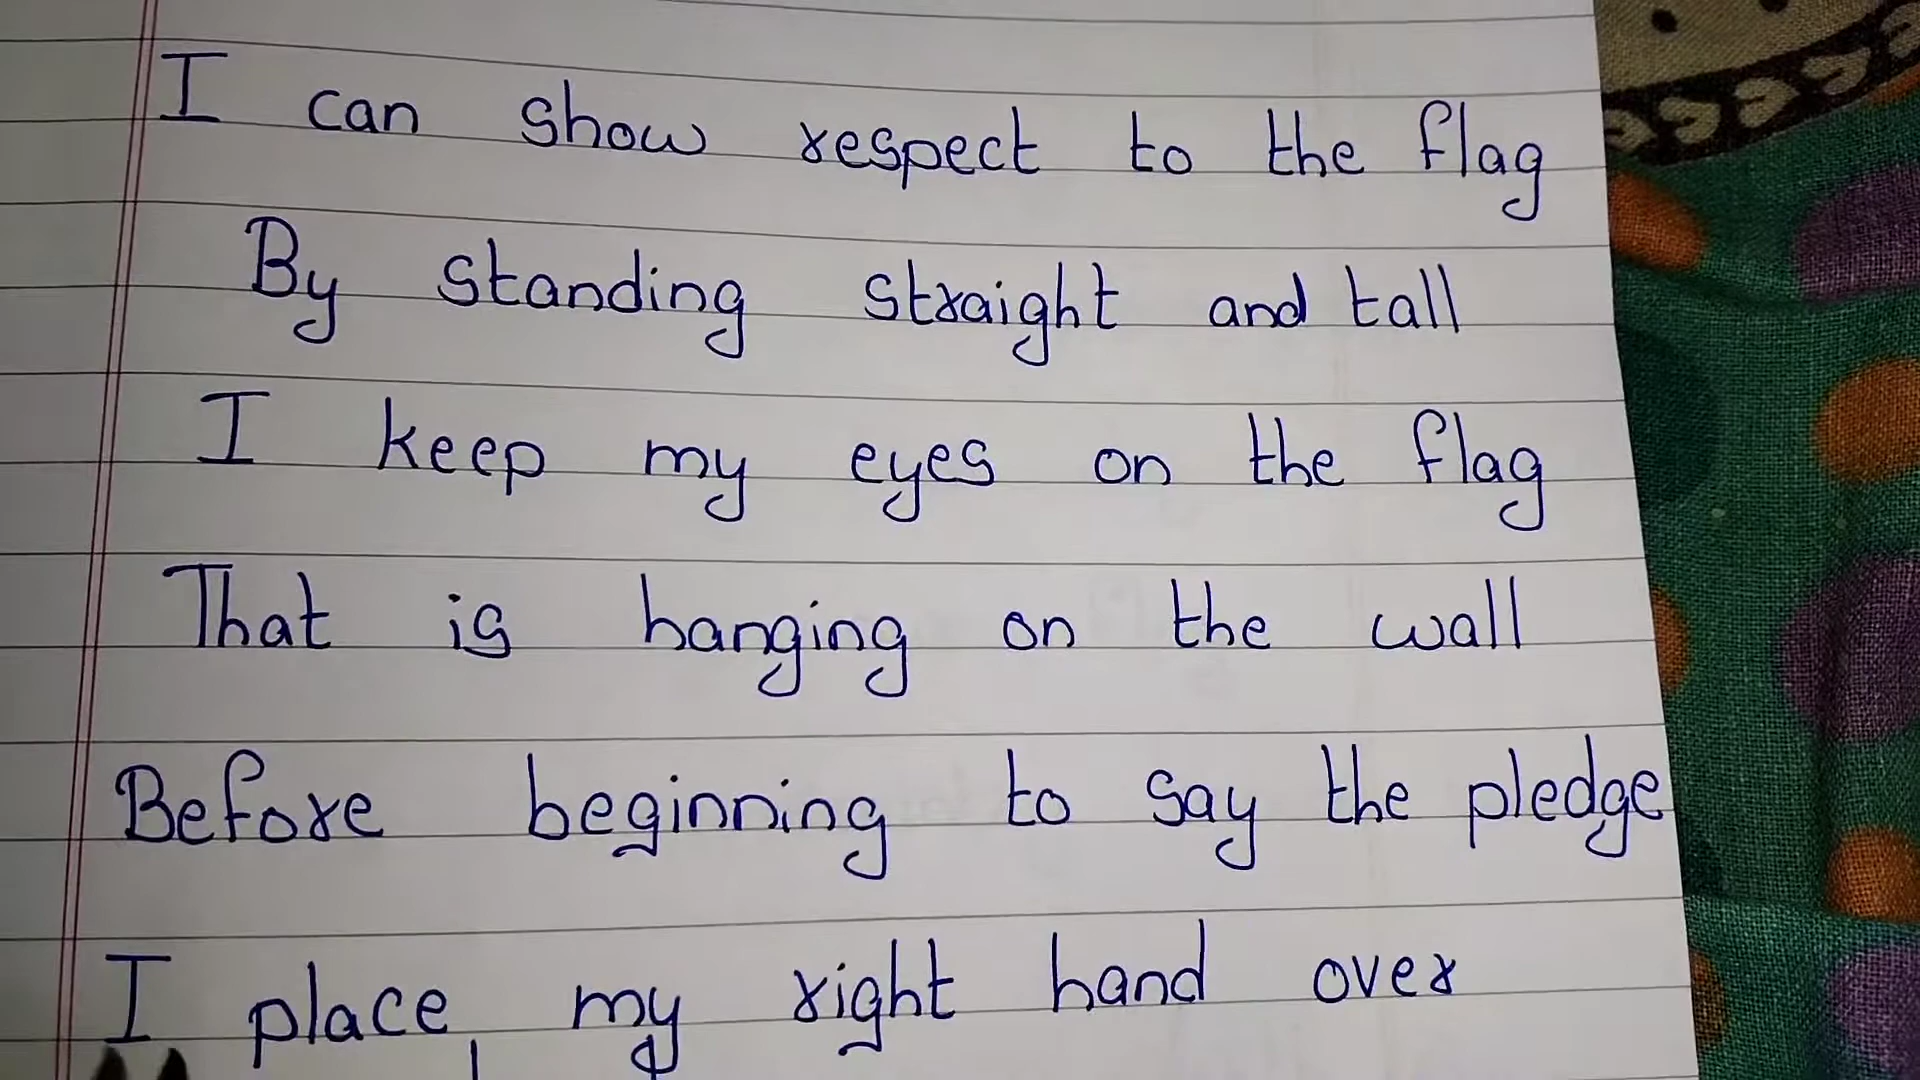 I can show respect to the flag
By standing straight and tall
I keep my eyes on the flag
That is hanging on the wall
Before beginning to say the pledge
I place my right hand over